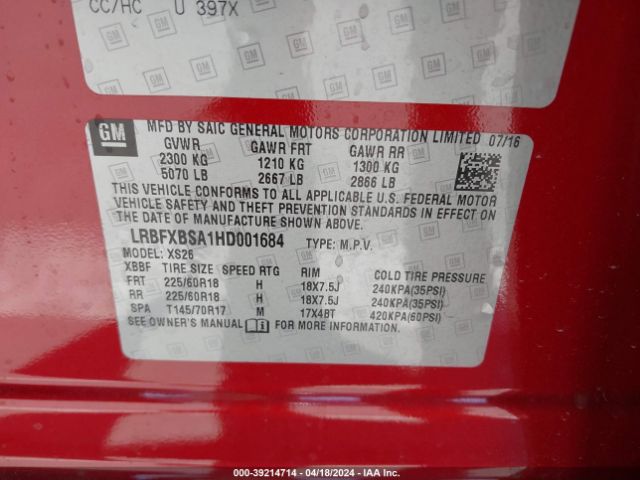 CC/HC U 397X
GM
MFD BY SAIC GENERAL MOTORS CORPORATION LIMITED 07/16
GVWR GAWR FRT GAWR RR
2300 KG 1210 KG 1300 KG
5070 LB 2667 LB 2866 LB
THIS VEHICLE CONFORMS TO ALL APPLICABLE U.S. FEDERAL MOTOR
VEHICLE SAFETY AND THEFT PREVENTION STANDARDS IN EFFECT ON THE
DATE OF MANUFACTURE SHOWN ABOVE.
LRBFXBSA1HD001684 TYPE: M.P.V.
MODEL: XS26
XBBF TIRE SIZE SPEED RTG RIM COLD TIRE PRESSURE
FRT 225/60R18 H 18X7.5J 240KPA(35PSI)
RR 225/60R18 H 18X7.5J 240KPA(35PSI)
SPA T145/70R17 M 17X4BT 420KPA(60PSI)
SEE OWNER'S MANUAL FOR MORE INFORMATION.
000-39214714 - 04/18/2024 - IAA Inc.